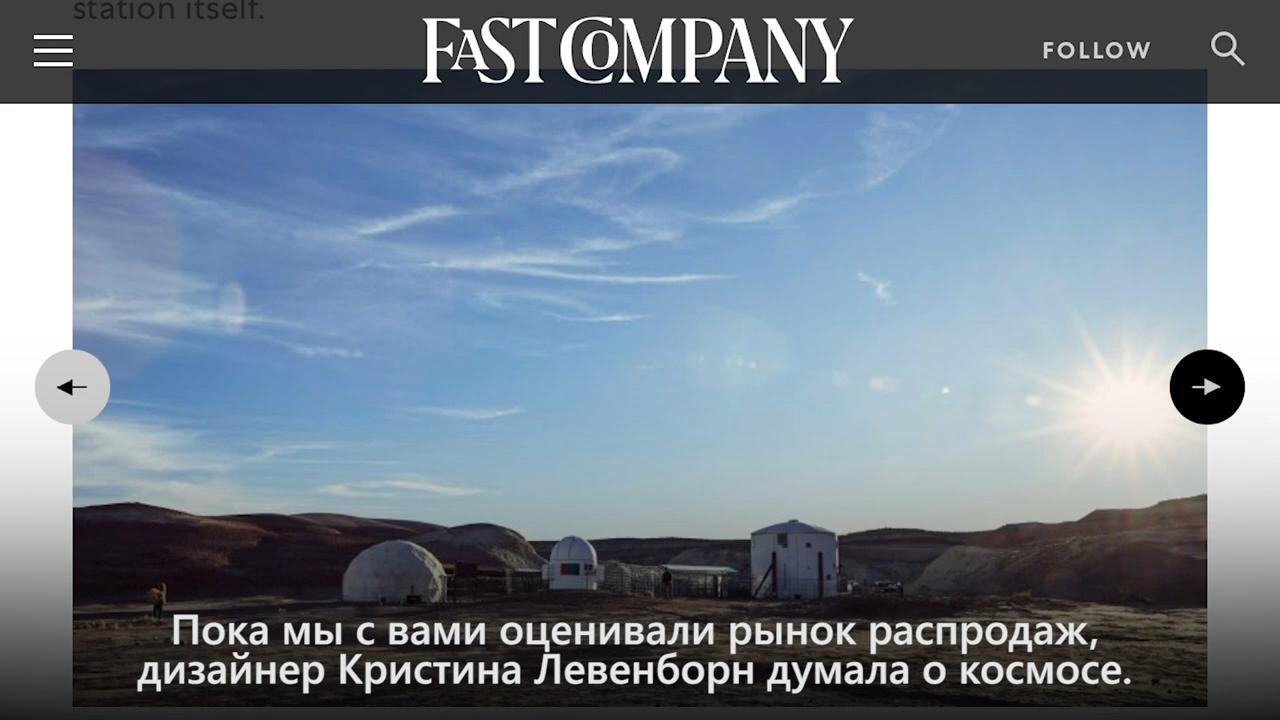 station itself.
FAST COMPANY
FOLLOW
Пока мы с вами оценивали рынок распродаж,
дизайнер Кристина Левенборн думала о космосе.